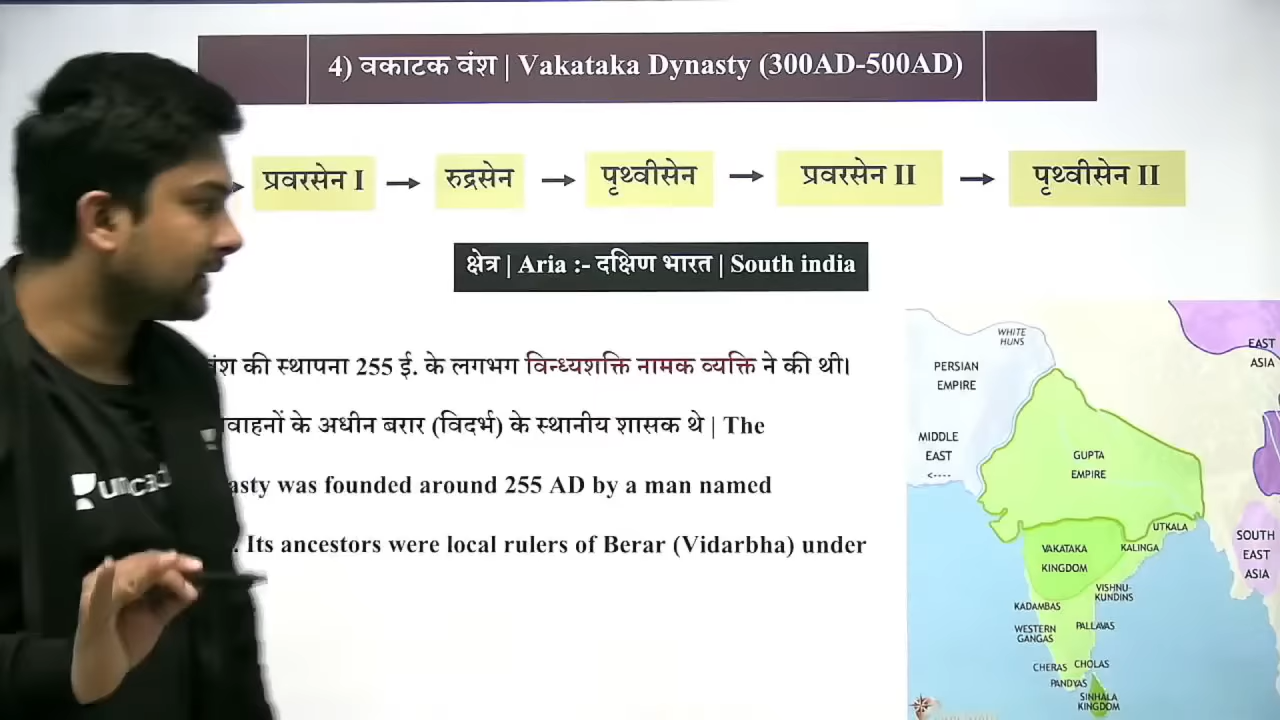 4) वकाटक वंश | Vakataka Dynasty (300AD-500AD)
प्रवरसेन I → रुद्रसेन → पृथ्वीसेन → प्रवरसेन II → पृथ्वीसेन II
क्षेत्र | Aria :- दक्षिण भारत | South india
की स्थापना 255 ई. के लगभग विन्ध्यशक्ति नामक व्यक्ति ने की थी।
के अधीन बरार (विदर्भ) के स्थानीय शासक थे | The
was founded around 255 AD by a man named
. Its ancestors were local rulers of Berar (Vidarbha) under
WHITE
HUNS
PERSIAN
EMPIRE
MIDDLE
EAST
<----
GUPTA
EMPIRE
EAST
ASIA
UTKALA
KALINGA
VAKATAKA
KINGDOM
VISHNU-
KUNDINS
KADAMBAS
WESTERN
GANGAS
PALLAVAS
CHERAS
CHOLAS
PANDYAS
SINHALA
KINGDOM
SOUTH
EAST
ASIA